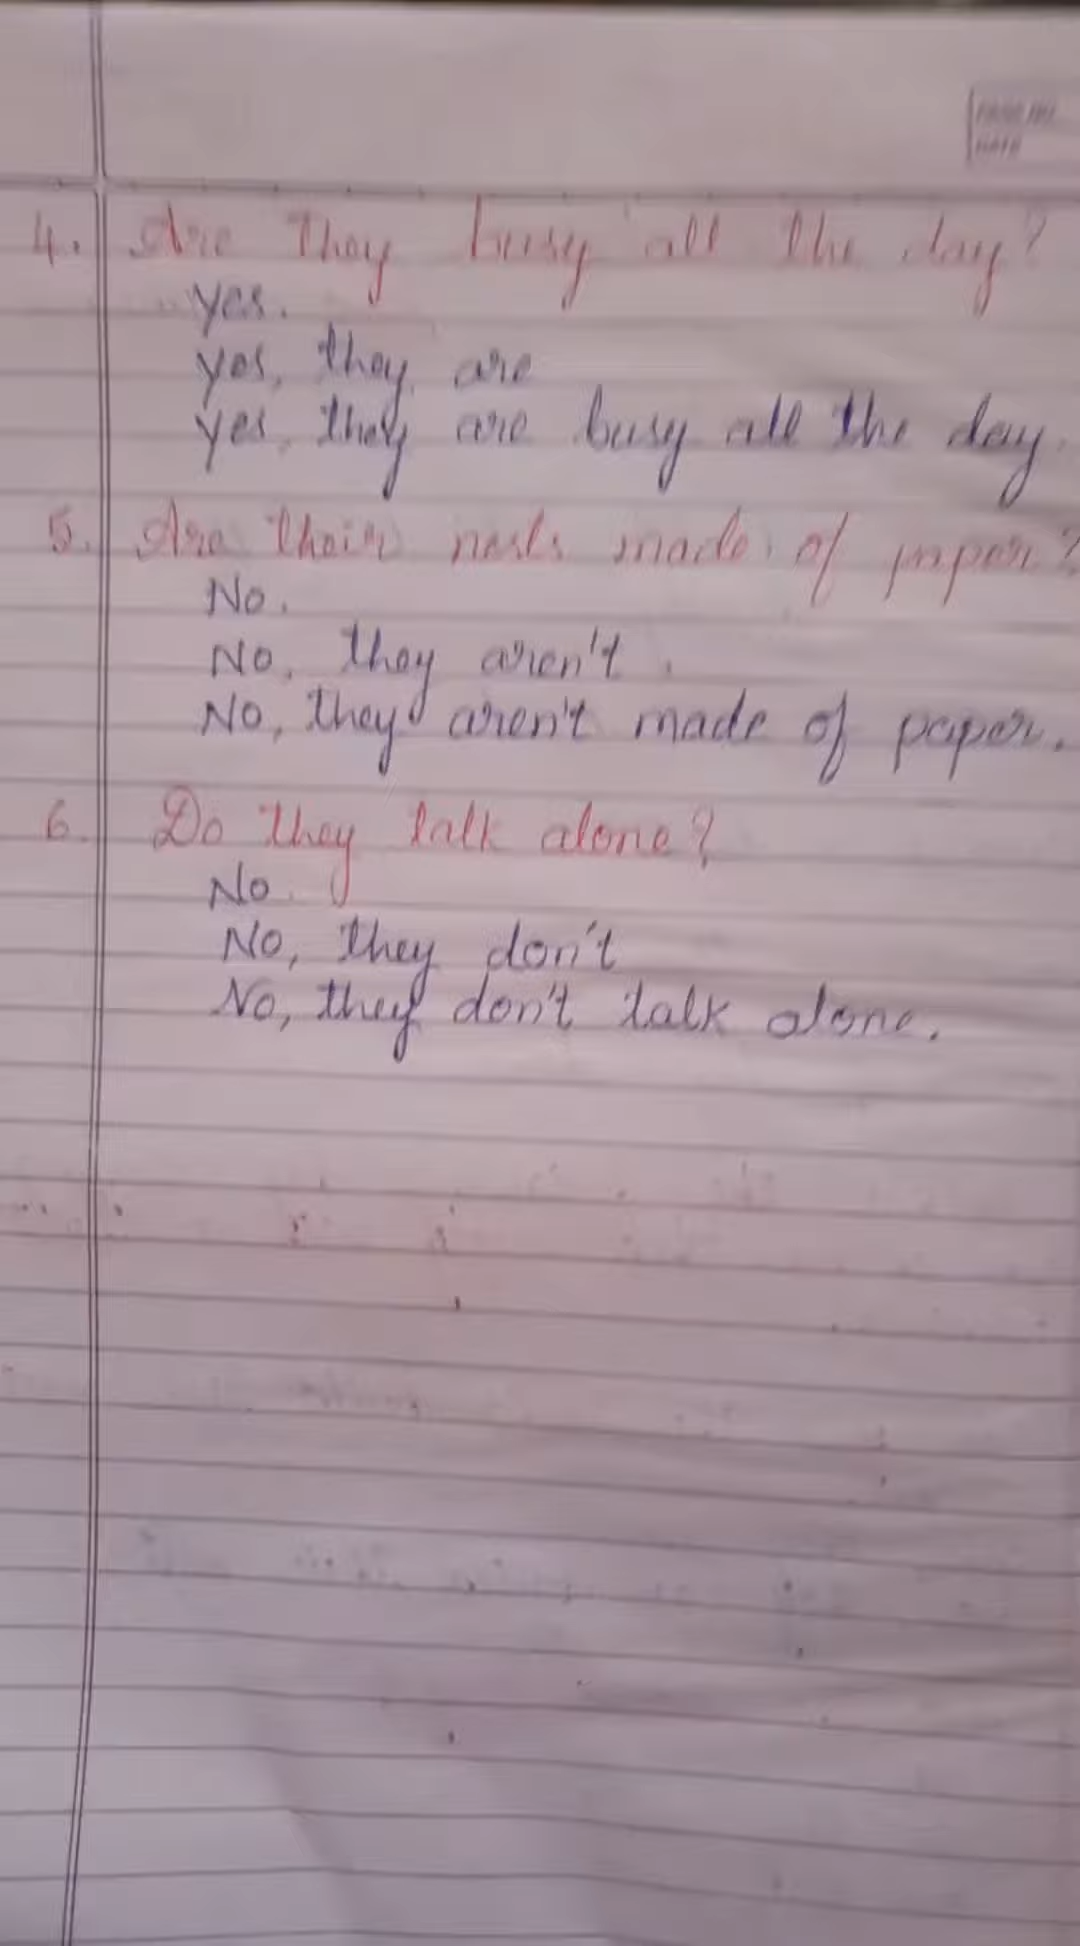 4. Are they busy all the day?
yes.
yes, they are
yes, they are busy all the day.
5. Are their nests made of paper?
No.
No, they aren't.
No, they aren't made of paper.
6. Do they talk alone?
No.
No, they don't
No, they don't talk alone.